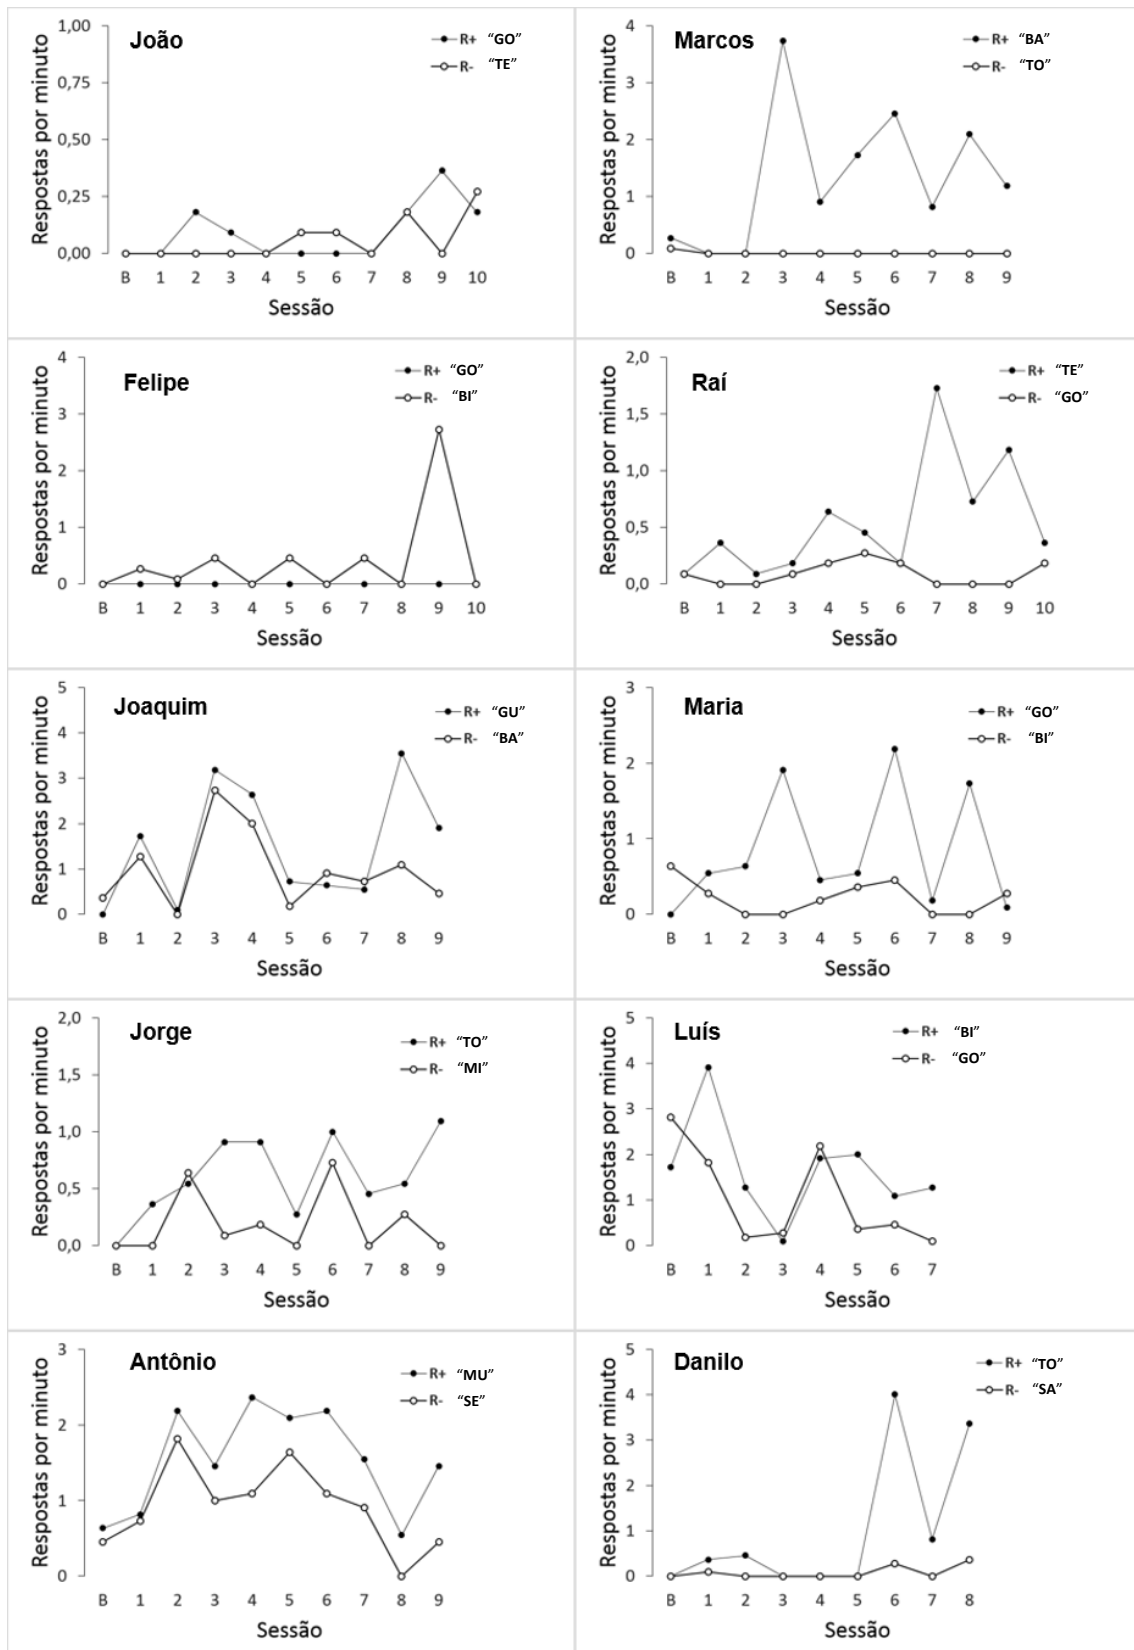 João
R+ “GO”
R- “TE”
Respostas por minuto
1,00
0,75
0,50
0,25
0,00
B 1 2 3 4 5 6 7 8 9 10
Sessão
Marcos
R+ “BA”
R- “TO”
Respostas por minuto
4
3
2
1
0
B 1 2 3 4 5 6 7 8 9
Sessão
Felipe
R+ “GO”
R- “BI”
Respostas por minuto
4
3
2
1
0
B 1 2 3 4 5 6 7 8 9 10
Sessão
Raí
R+ “TE”
R- “GO”
Respostas por minuto
2,0
1,5
1,0
0,5
0,0
B 1 2 3 4 5 6 7 8 9 10
Sessão
Joaquim
R+ “GU”
R- “BA”
Respostas por minuto
5
4
3
2
1
0
B 1 2 3 4 5 6 7 8 9
Sessão
Maria
R+ “GO”
R- “BI”
Respostas por minuto
3
2
1
0
B 1 2 3 4 5 6 7 8 9
Sessão
Jorge
R+ “TO”
R- “MI”
Respostas por minuto
2,0
1,5
1,0
0,5
0,0
B 1 2 3 4 5 6 7 8 9
Sessão
Luís
R+ “BI”
R- “GO”
Respostas por minuto
5
4
3
2
1
0
B 1 2 3 4 5 6 7
Sessão
Antônio
R+ “MU”
R- “SE”
Respostas por minuto
3
2
1
0
B 1 2 3 4 5 6 7 8 9
Sessão
Danilo
R+ “TO”
R- “SA”
Respostas por minuto
5
4
3
2
1
0
B 1 2 3 4 5 6 7 8
Sessão